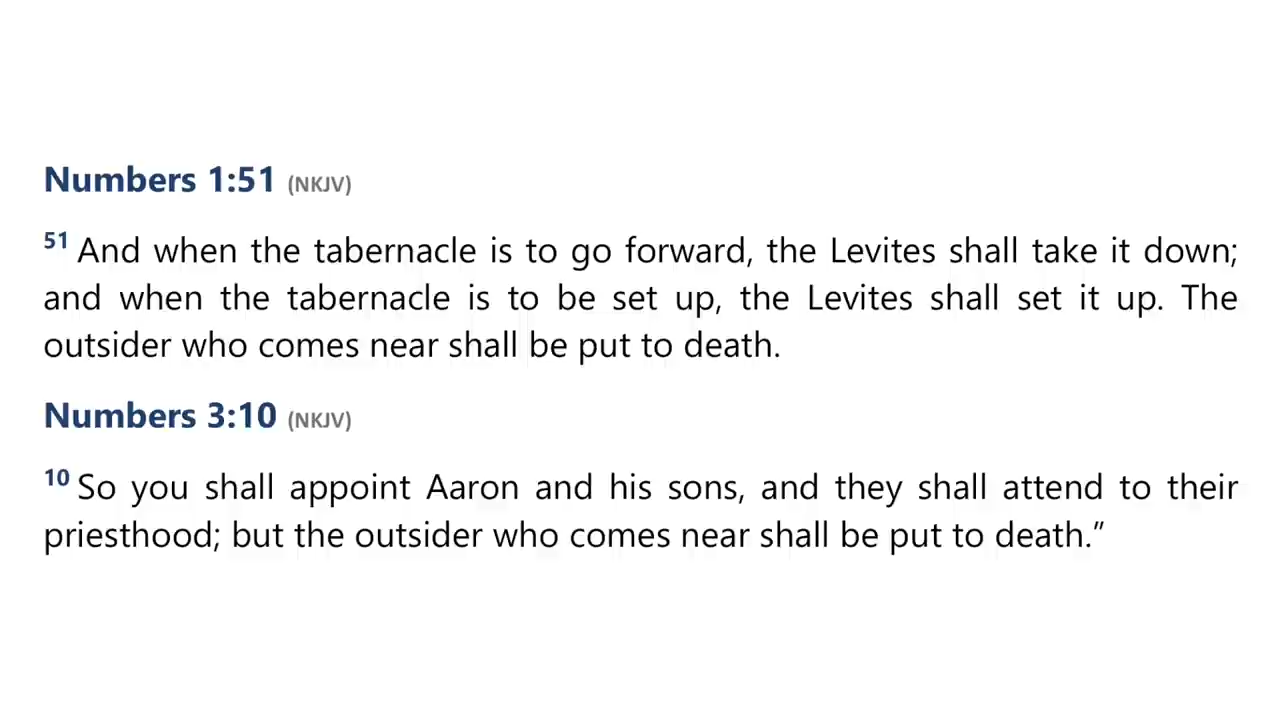 Numbers 1:51 (NKJV)
51 And when the tabernacle is to go forward, the Levites shall take it down;
and when the tabernacle is to be set up, the Levites shall set it up. The
outsider who comes near shall be put to death.
Numbers 3:10 (NKJV)
10 So you shall appoint Aaron and his sons, and they shall attend to their
priesthood; but the outsider who comes near shall be put to death.”